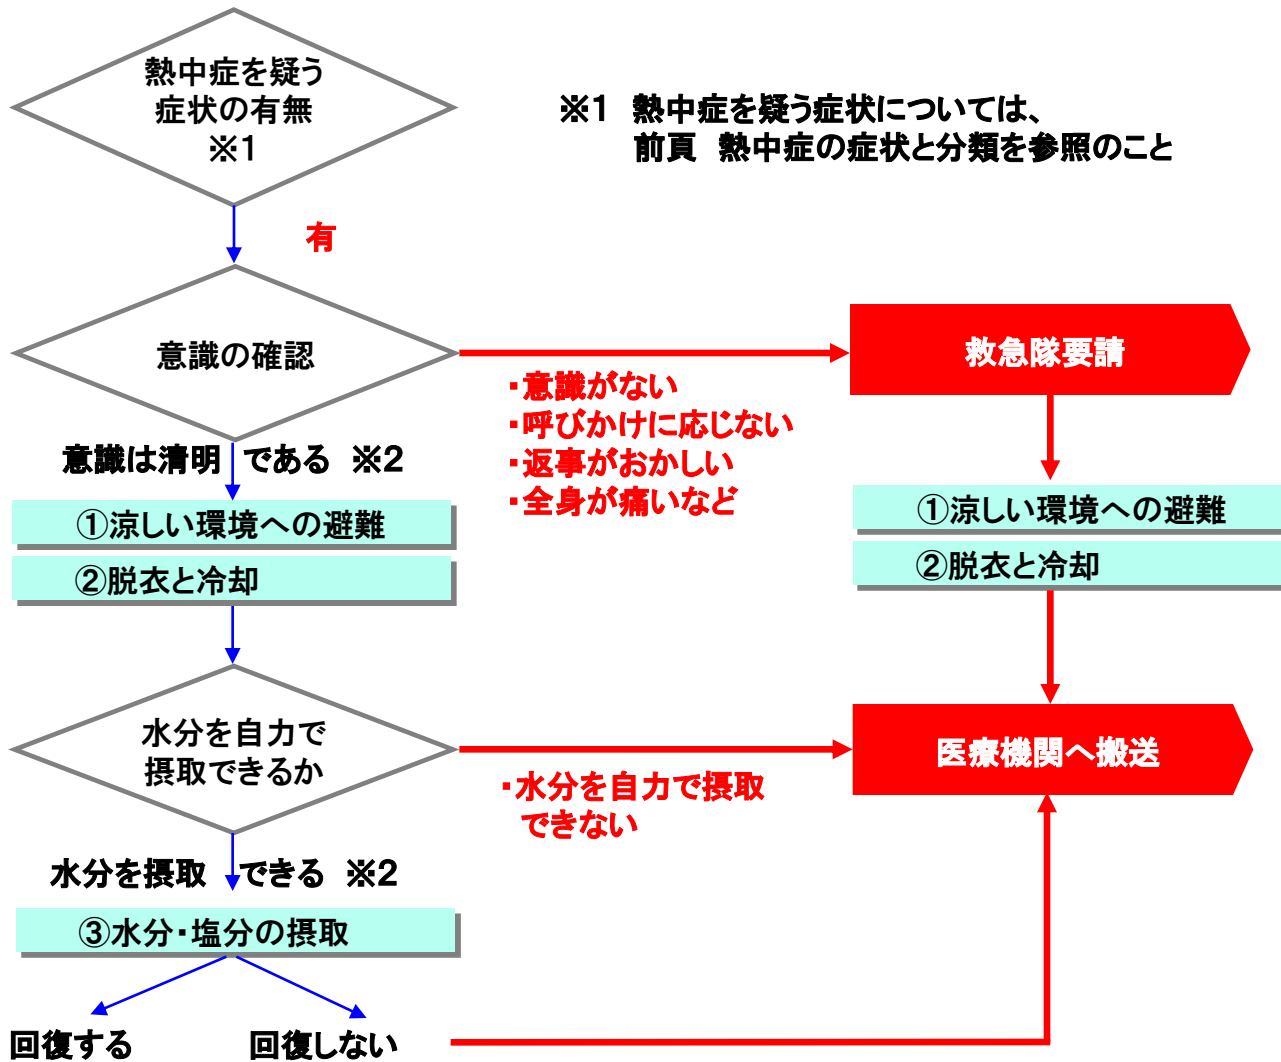 熱中症を疑う
症状の有無
※1
※1 熱中症を疑う症状については、
前頁 熱中症の症状と分類を参照のこと
有
意識の確認
・意識がない
・呼びかけに応じない
・返事がおかしい
・全身が痛いなど
救急隊要請
意識は清明 である ※2
①涼しい環境への避難
②脱衣と冷却
①涼しい環境への避難
②脱衣と冷却
水分を自力で
摂取できるか
・水分を自力で摂取
できない
医療機関へ搬送
水分を摂取 できる ※2
③水分・塩分の摂取
回復する
回復しない